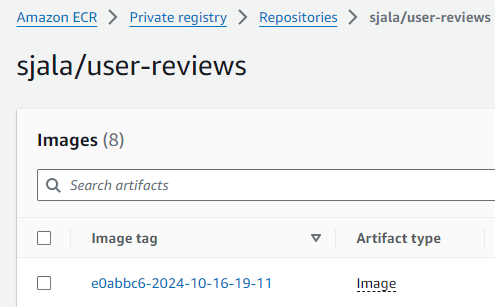 Amazon ECR > Private registry > Repositories > sjala/user-reviews
sjala/user-reviews
Images (8)
Search artifacts
Image tag Artifact type
e0abbc6-2024-10-16-19-11 Image